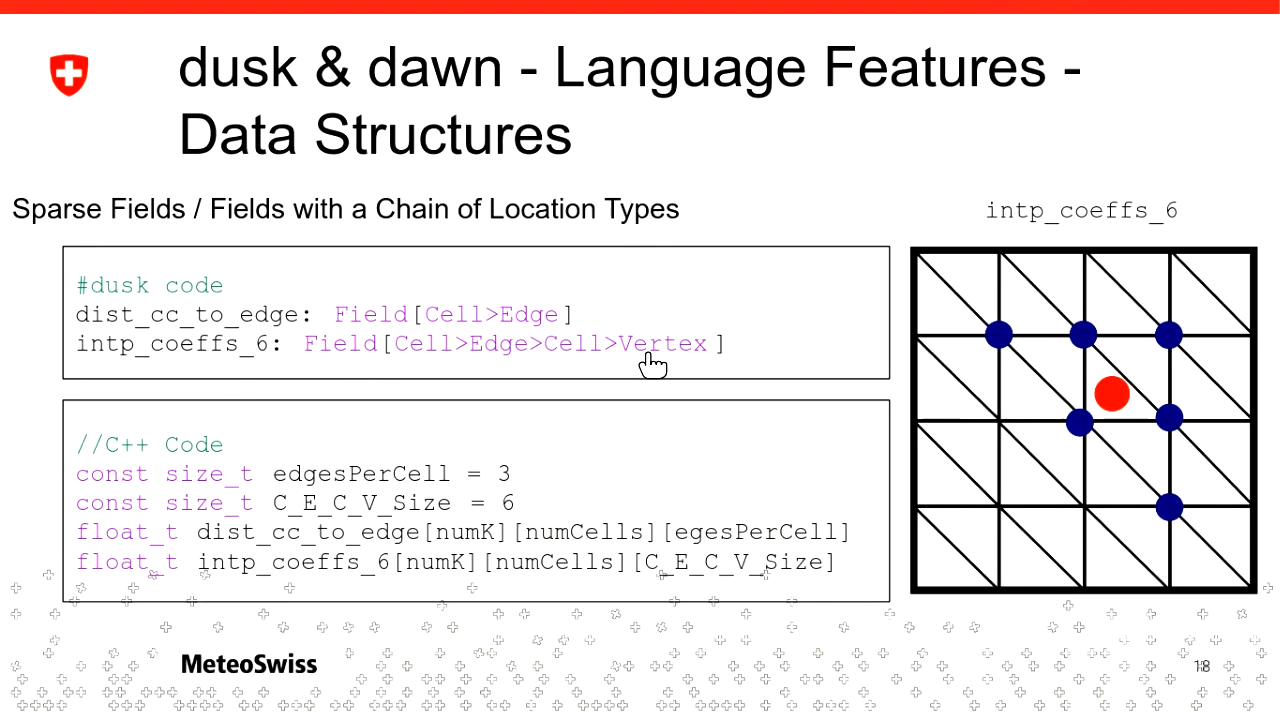 dusk & dawn - Language Features -
Data Structures
Sparse Fields / Fields with a Chain of Location Types
intp_coeffs_6
#dusk code
dist_cc_to_edge: Field[Cell>Edge]
intp_coeffs_6: Field[Cell>Edge>Cell>Vertex]
//C++ Code
const size_t edgesPerCell = 3
const size_t C_E_C_V_Size = 6
float_t dist_cc_to_edge[numK][numCells][egesPerCell]
float_t intp_coeffs_6[numK][numCells][C_E_C_V_Size]
MeteoSwiss
18